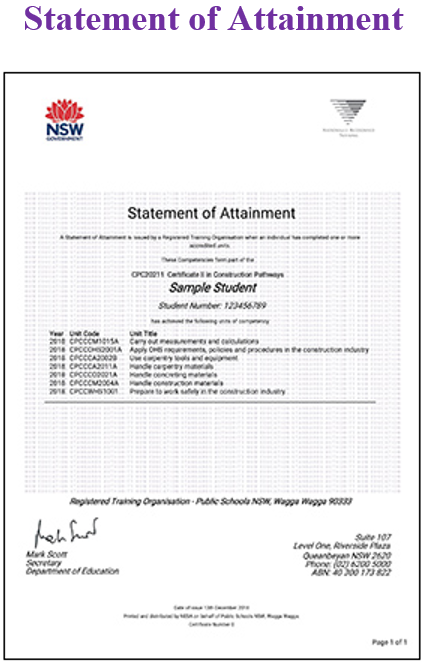 Statement of Attainment
NSW
GOVERNMENT
Statement of Attainment
A Statement of Attainment is issued by a Registered Training Organisation when an individual has completed one or more
accredited units.
These Competencies form part of the
CPC20211 Certificate II in Construction Pathways
Sample Student
Student Number: 123456789
has achieved the following units of competency
Year Unit Code Unit Title
2018 CPCCCM1015A Carry out measurements and calculations
2018 CPCCOHS2001A Apply OHS requirements, policies and procedures in the construction industry
2018 CPCCCA2002B Use carpentry tools and equipment
2018 CPCCCA2011A Handle carpentry materials
2018 CPCCCO2021A Handle concreting materials
2018 CPCCCM2004A Handle construction materials
2018 CPCCWHS1001 Prepare to work safely in the construction industry
Registered Training Organisation - Public Schools NSW, Wagga Wagga 90333
Mark Scott
Secretary
Department of Education
Suite 107
Level One, Riverside Plaza
Queanbeyan NSW 2620
Phone: (02) 6200 5000
ABN: 40 300 173 822
Date of issue 13th December 2018
Printed and distributed by NESA on behalf of Public Schools NSW, Wagga Wagga
Certificate Number 0
Page 1 of 1